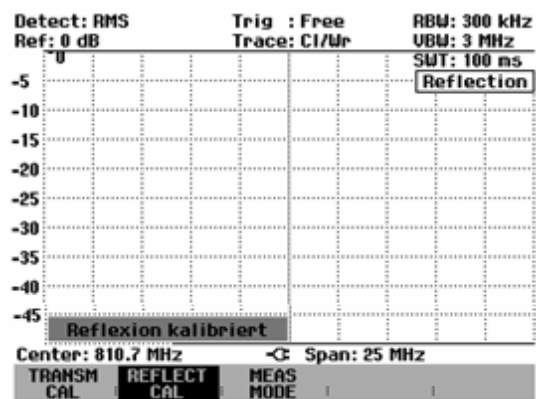 Detect: RMS Trig : Free RBW: 300 kHz
Ref: 0 dB Trace: Cl/Wr VBW: 3 MHz
SWT: 100 ms
0
Reflection
-5
-10
-15
-20
-25
-30
-35
-40
-45
Reflexion kalibriert
Center: 810.7 MHz Span: 25 MHz
TRANSM REFLECT MEAS
CAL CAL MODE